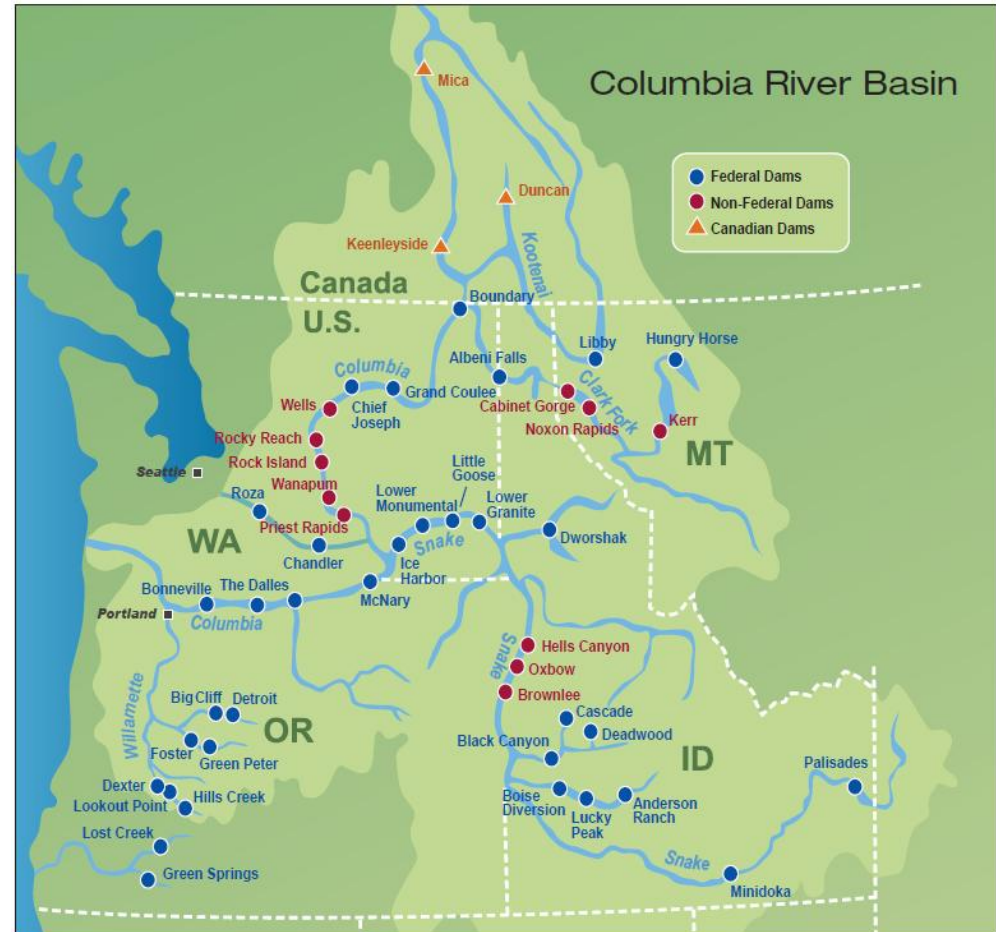 Columbia River Basin
Federal Dams
Non-Federal Dams
Canadian Dams
Mica
Duncan
Keenleyside
Kootenai
Canada
U.S.
Boundary
Libby
Hungry Horse
Albeni Falls
Columbia
Grand Coulee
Clark Fork
Wells
Chief
Joseph
Cabinet Gorge
Noxon Rapids
Kerr
MT
Rocky Reach
Rock Island
Seattle
Wanapum
Roza
Priest Rapids
Lower
Monumental
Little
Goose
Lower
Granite
Snake
Dworshak
WA
Chandler
Ice
Harbor
McNary
Bonneville
The Dalles
Portland
Columbia
Snake
Hells Canyon
Oxbow
Brownlee
Willamette
Big Cliff
Detroit
OR
Foster
Green Peter
Cascade
Deadwood
Black Canyon
ID
Palisades
Dexter
Lookout Point
Hills Creek
Boise
Diversion
Lucky
Peak
Anderson
Ranch
Lost Creek
Green Springs
Snake
Minidoka